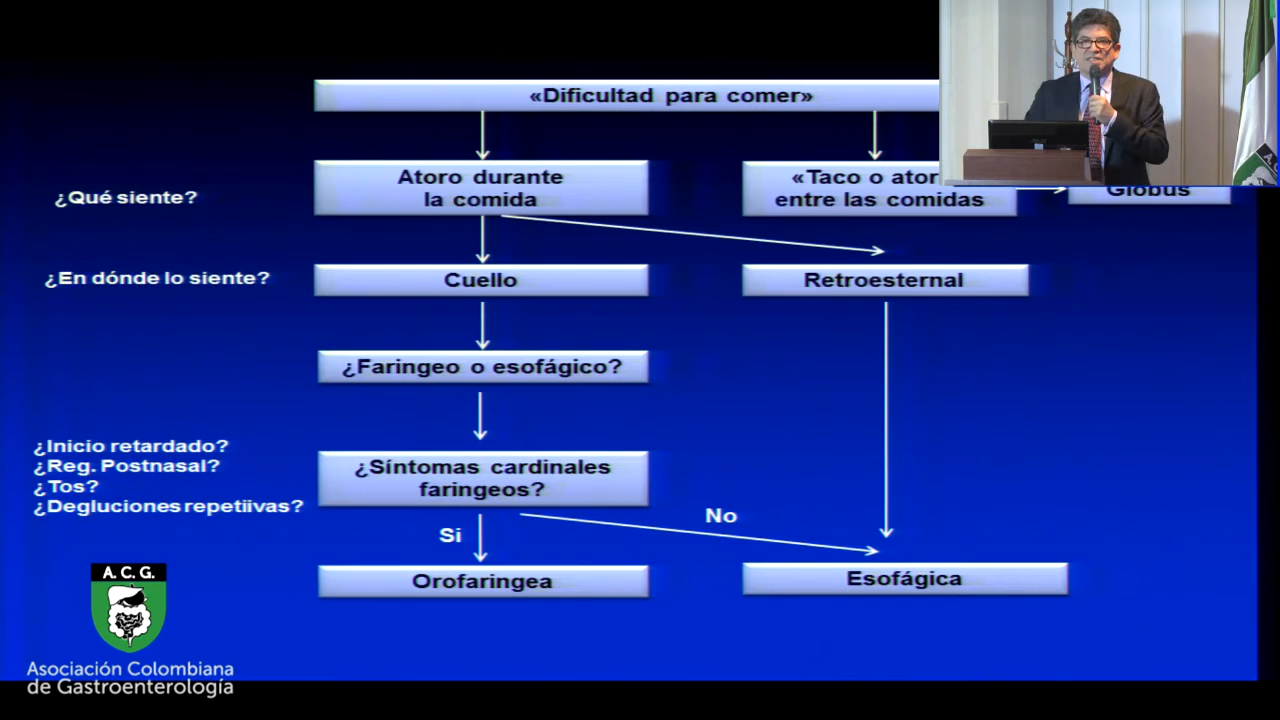 «Dificultad para comer»
¿Qué siente?
Atoro durante
la comida
«Taco o ator
entre las comidas
Globus
¿En dónde lo siente?
Cuello
Retroesternal
¿Faringeo o esofágico?
¿Inicio retardado?
¿Reg. Postnasal?
¿Tos?
¿Degluciones repetiivas?
¿Síntomas cardinales
faringeos?
Si
No
Orofaringea
Esofágica
A. C. G.
Asociación Colombiana
de Gastroenterología